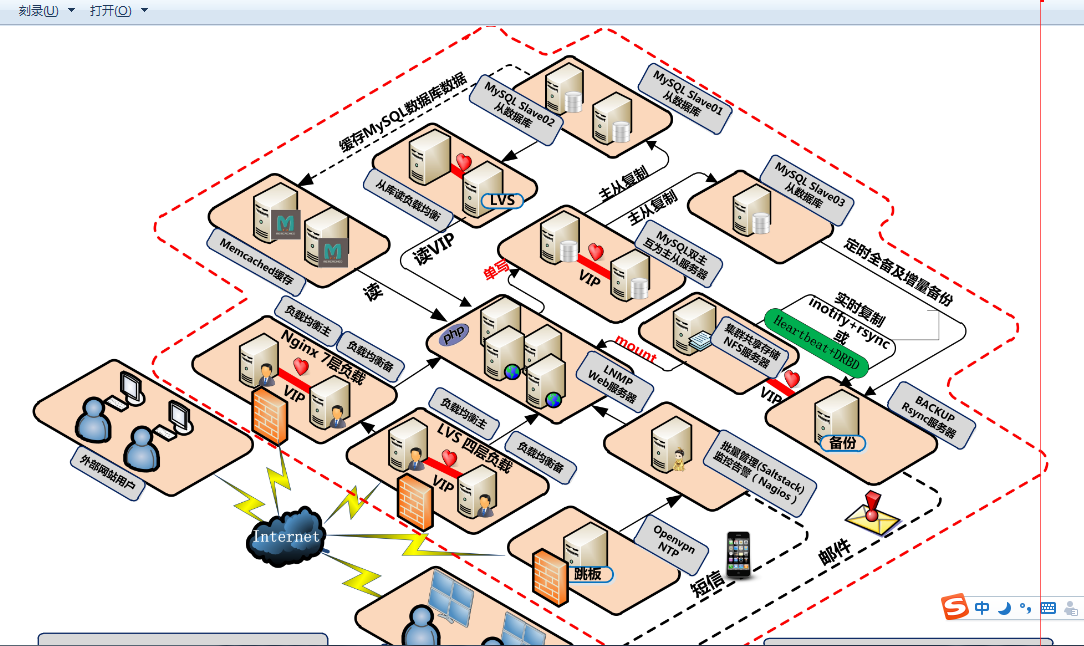 刻录(U)
打开(O)
缓存MySQL数据库数据
MySQL Slave02
从数据库
MySQL Slave01
从数据库
从库读负载均衡
LVS
主从复制
主从复制
MySQL Slave03
从数据库
M
M
Memcached缓存
读VIP
读
单写
VIP
MySQL双主
互为主从服务器
定时全备及增量备份
实时复制
inotify+rsync
或
Heartbeat+DRBD
负载均衡主
负载均衡备
Nginx 7层负载
VIP
php
mount
集群共享存储
NFS服务器
VIP
LNMP
Web服务器
BACKUP
Rsync服务器
备份
外部网站用户
负载均衡主
负载均衡备
LVS 四层负载
VIP
批量管理(Saltstack)
监控告警（Nagios）
Internet
Openvpn
NTP
跳板
短信
邮件
S
中